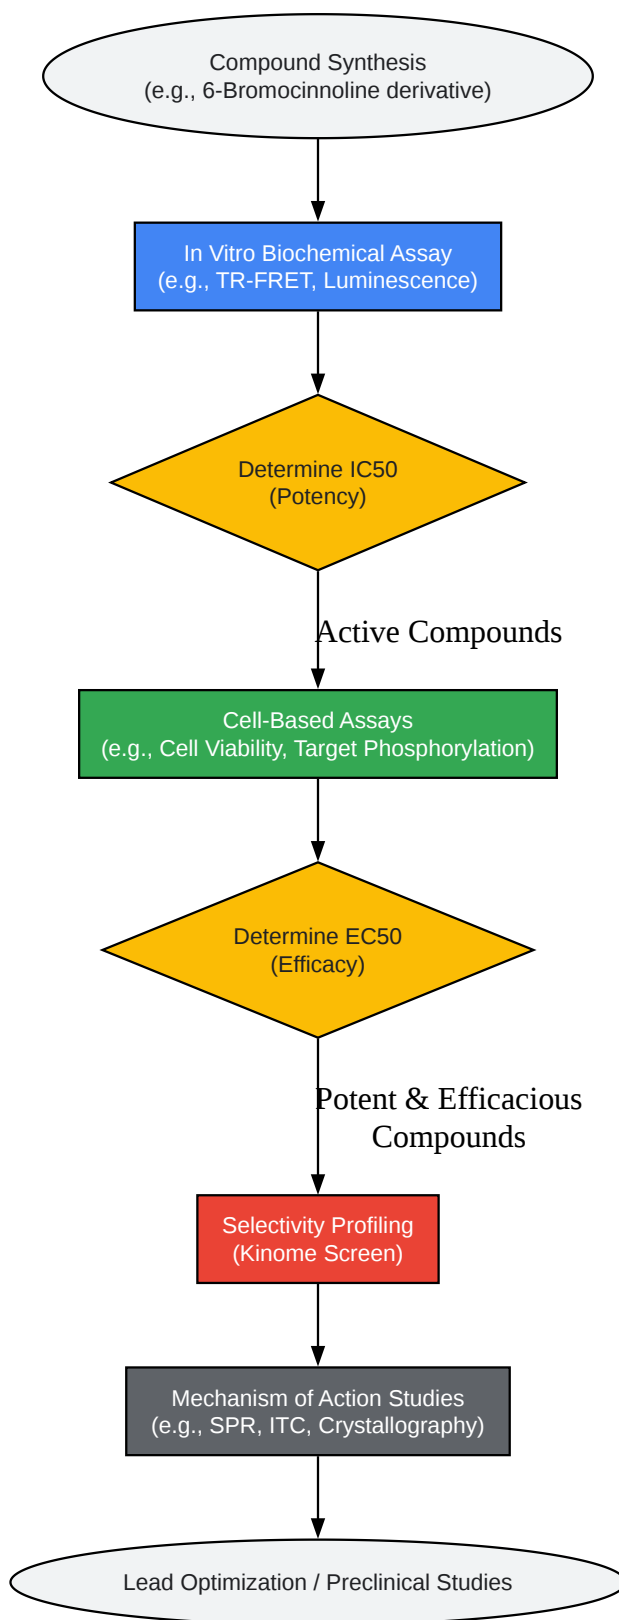 Compound Synthesis
(e.g., 6-Bromocinnoline derivative)
In Vitro Biochemical Assay
(e.g., TR-FRET, Luminescence)
Determine IC50
(Potency)
Active Compounds
Cell-Based Assays
(e.g., Cell Viability, Target Phosphorylation)
Determine EC50
(Efficacy)
Potent & Efficacious
Compounds
Selectivity Profiling
(Kinome Screen)
Mechanism of Action Studies
(e.g., SPR, ITC, Crystallography)
Lead Optimization / Preclinical Studies